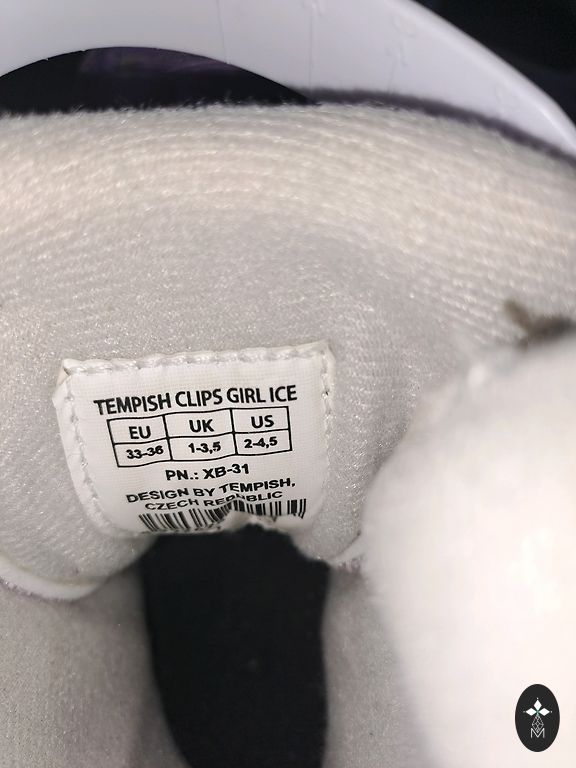 TEMPISH CLIPS GIRL ICE
EU UK US
33-36 1-3,5 2-4,5
PN.: XB-31
DESIGN BY TEMPISH,
CZECH REPUBLIC